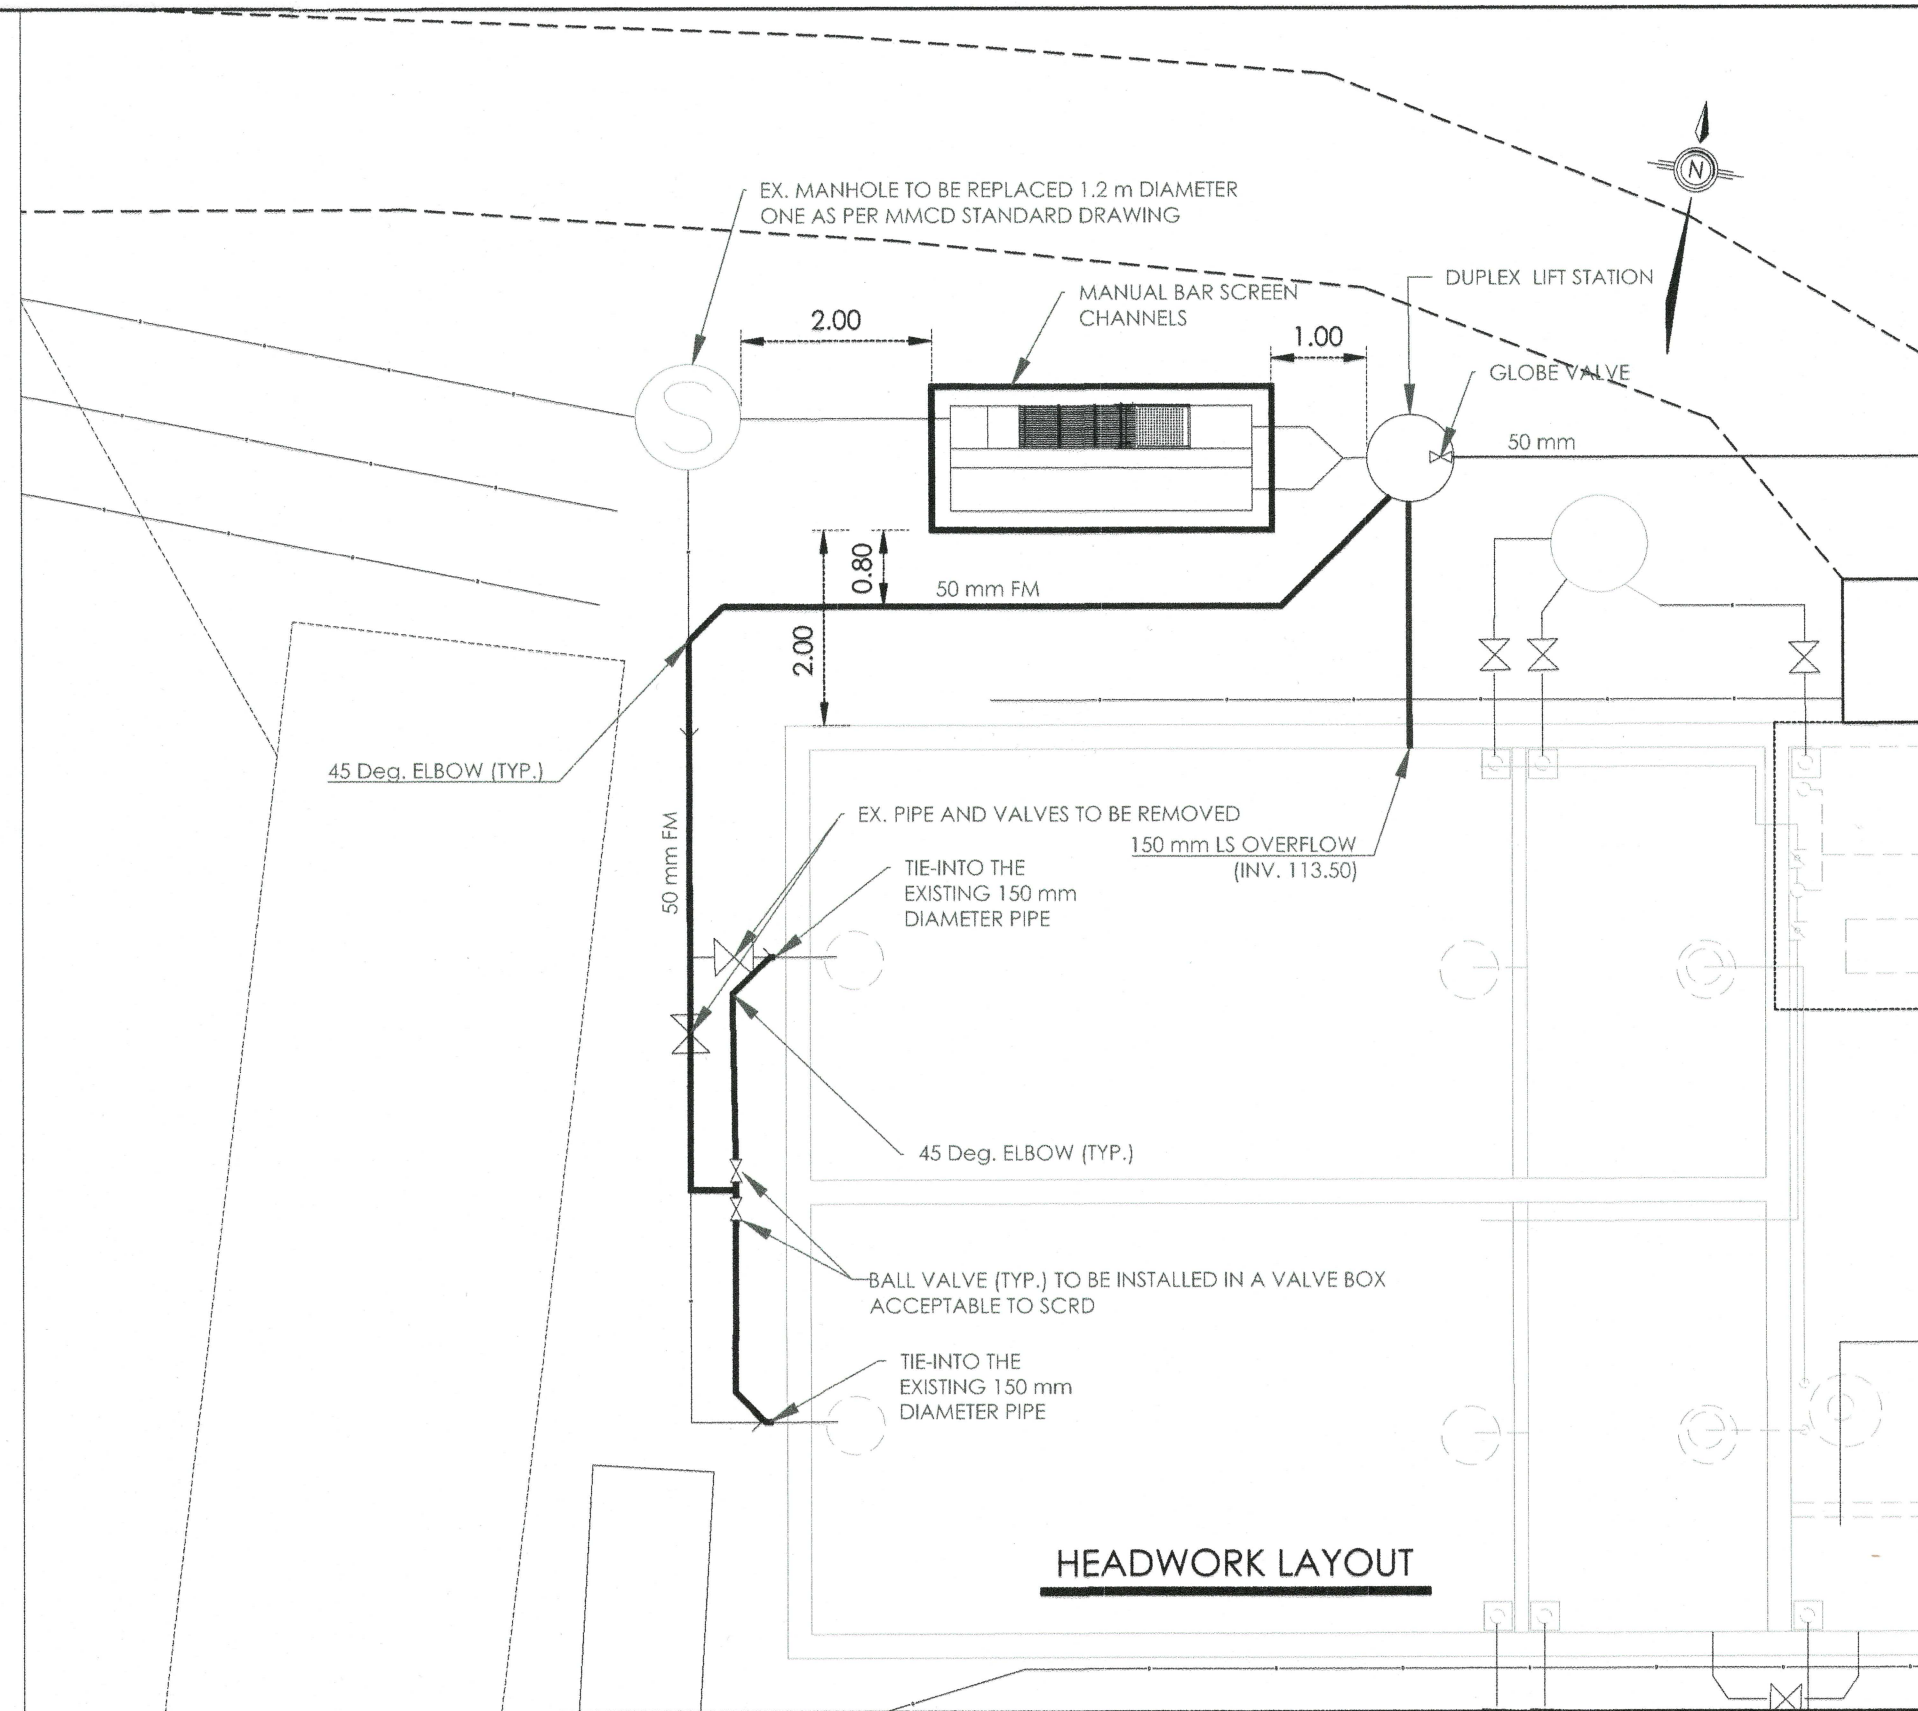 EX. MANHOLE TO BE REPLACED 1.2 m DIAMETER
ONE AS PER MMCD STANDARD DRAWING
N
DUPLEX LIFT STATION
MANUAL BAR SCREEN
CHANNELS
2.00
1.00
GLOBE VALVE
S
50 mm
0.80
50 mm FM
2.00
45 Deg. ELBOW (TYP.)
50 mm FM
EX. PIPE AND VALVES TO BE REMOVED
150 mm LS OVERFLOW
(INV. 113.50)
TIE-INTO THE
EXISTING 150 mm
DIAMETER PIPE
45 Deg. ELBOW (TYP.)
BALL VALVE (TYP.) TO BE INSTALLED IN A VALVE BOX
ACCEPTABLE TO SCRD
TIE-INTO THE
EXISTING 150 mm
DIAMETER PIPE
HEADWORK LAYOUT